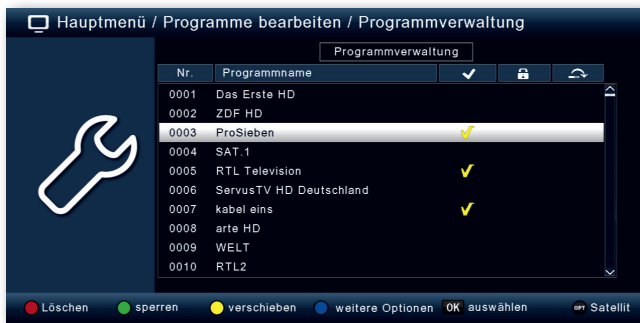 Hauptmenü / Programme bearbeiten / Programmverwaltung
Programmverwaltung
Nr. Programmname
0001 Das Erste HD
0002 ZDF HD
0003 ProSieben
0004 SAT.1
0005 RTL Television
0006 ServusTV HD Deutschland
0007 kabel eins
0008 arte HD
0009 WELT
0010 RTL2
Löschen sperren verschieben weitere Optionen OK auswählen OPT Satellit